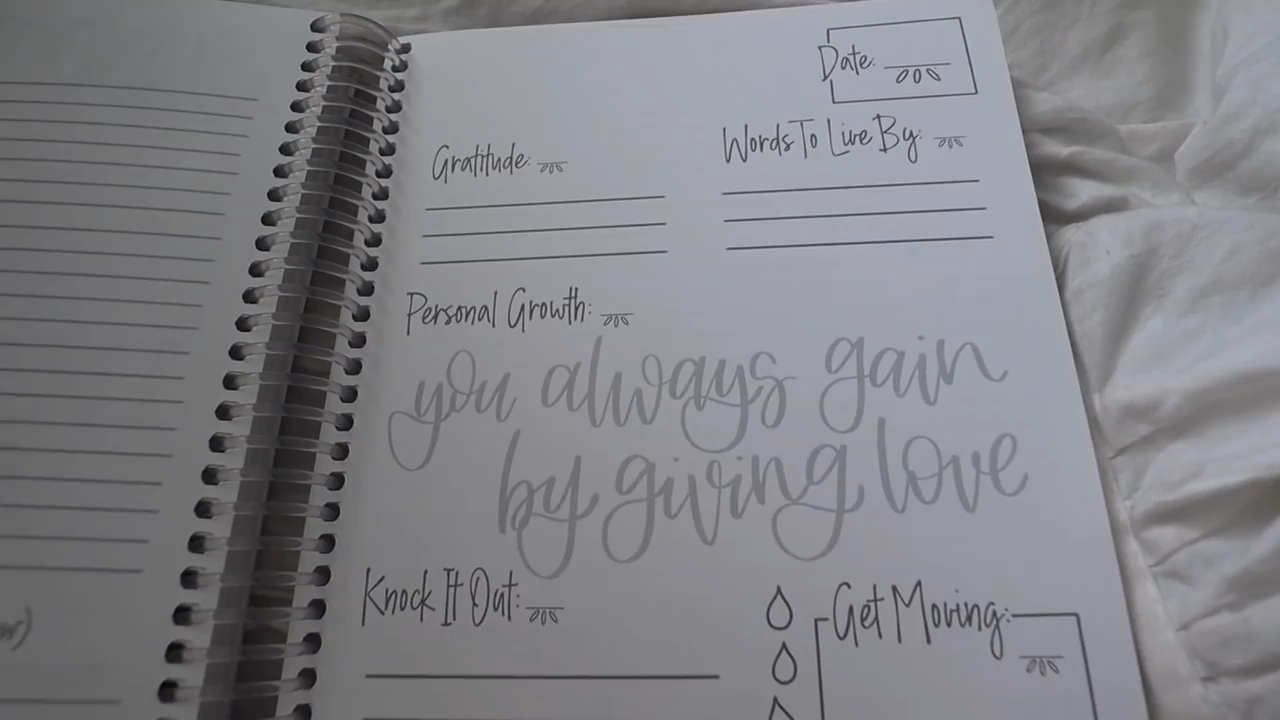 Date:
Gratitude:
Words To Live By:
Personal Growth:
you always gain
by giving love
Knock It Out:
Get Moving: